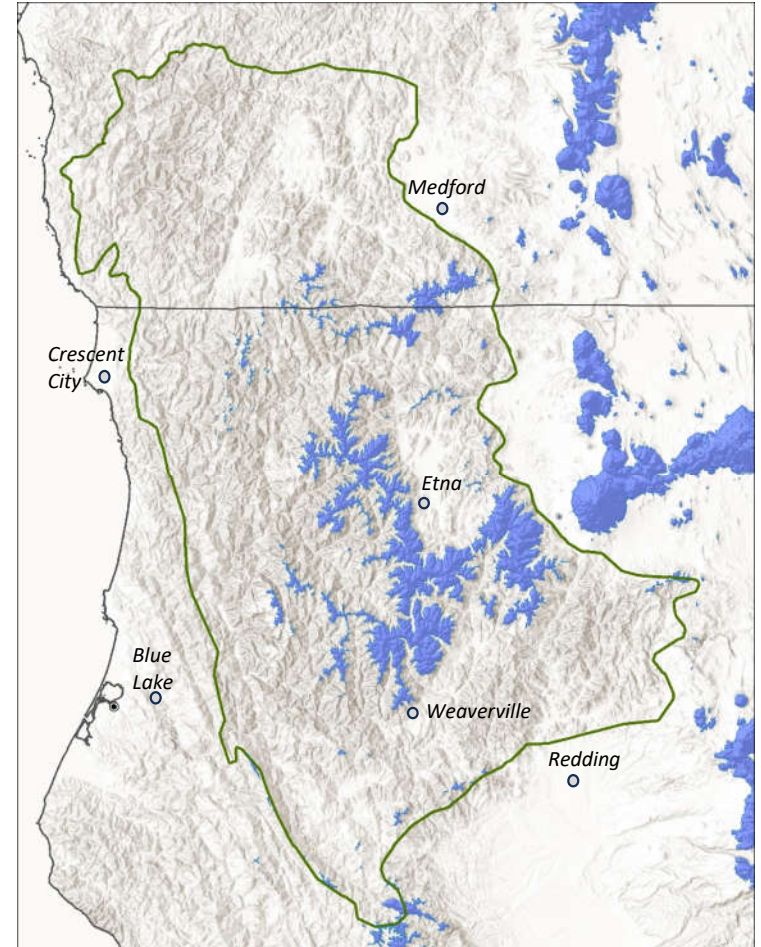 Medford
Crescent
City
Etna
Blue
Lake
Weaverville
Redding